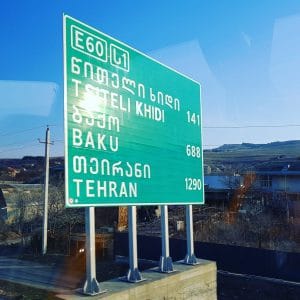 E60 ს1
წითელი ხიდი
TSITELI KHIDI 141
ბაქო
BAKU 688
თეირანი
TEHRAN 1290